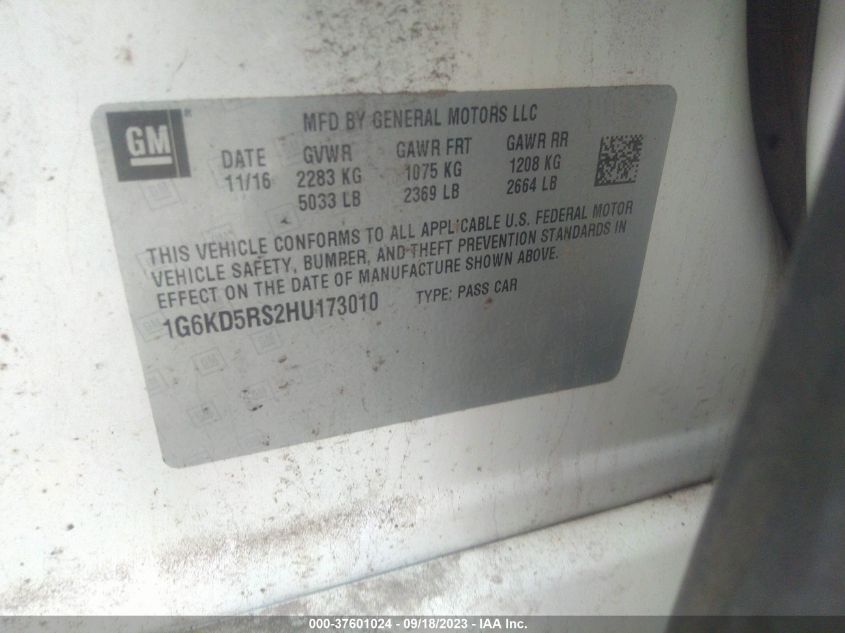 GM
MFD BY GENERAL MOTORS LLC
DATE GVWR GAWR FRT GAWR RR
11/16 2283 KG 1075 KG 1208 KG
5033 LB 2369 LB 2664 LB
THIS VEHICLE CONFORMS TO ALL APPLICABLE U.S. FEDERAL MOTOR
VEHICLE SAFETY, BUMPER, AND THEFT PREVENTION STANDARDS IN
EFFECT ON THE DATE OF MANUFACTURE SHOWN ABOVE.
1G6KD5RS2HU173010 TYPE: PASS CAR
000-37601024 - 09/18/2023 - IAA Inc.